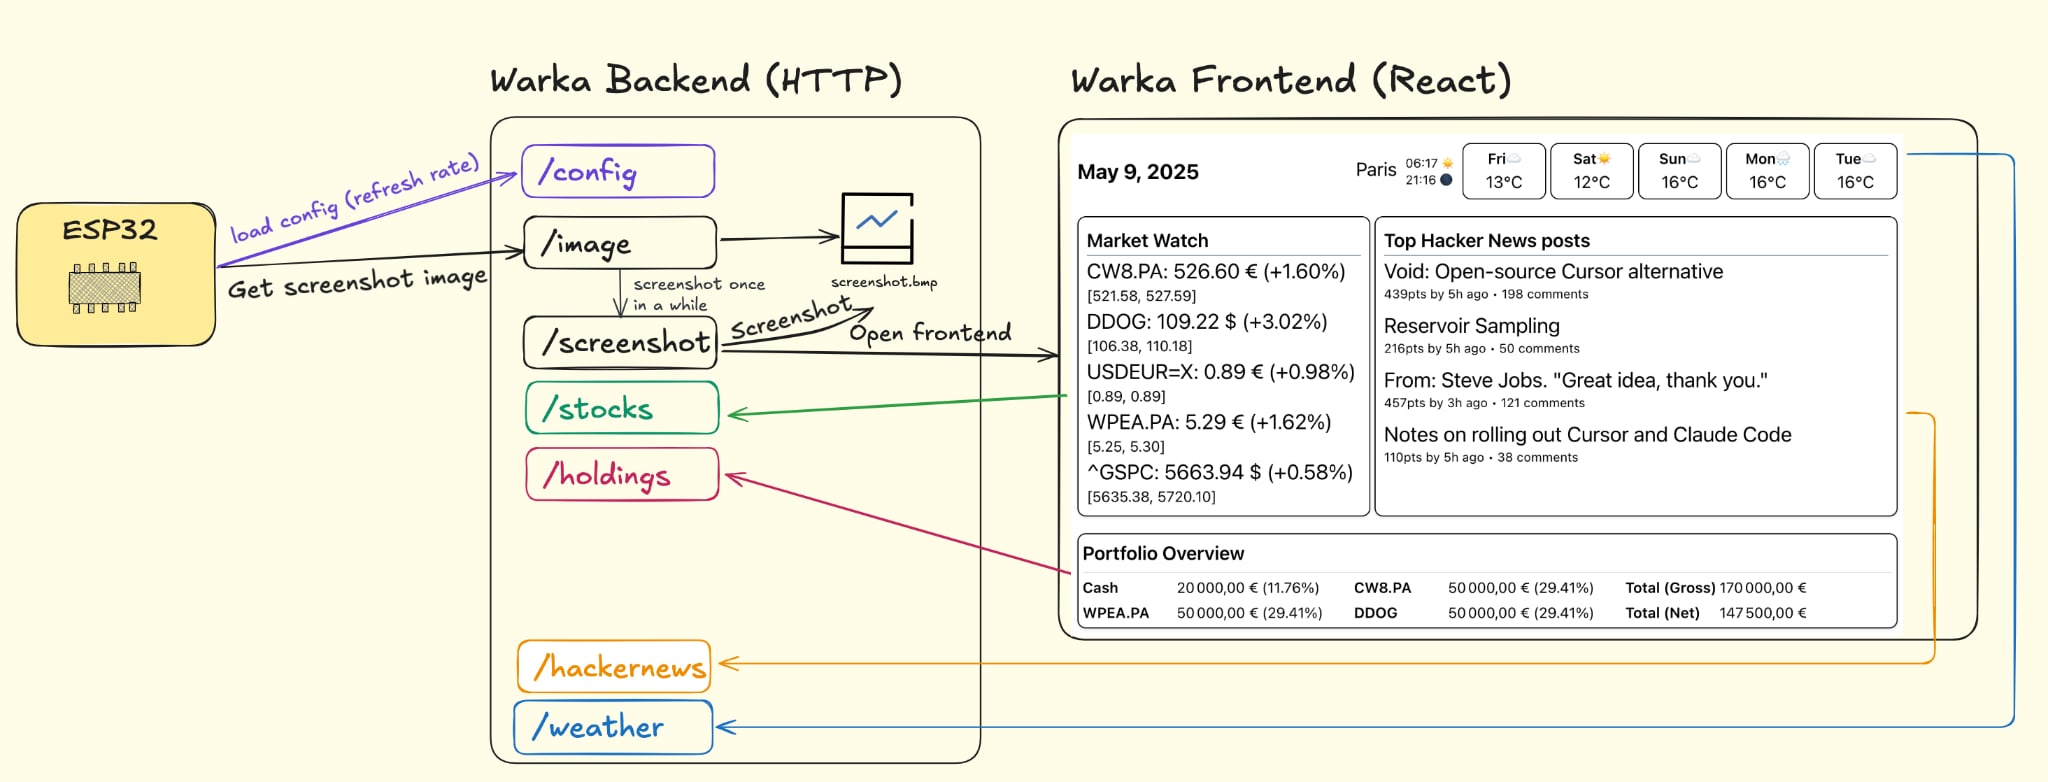 Warka Backend (HTTP)
Warka Frontend (React)
ESP32
load config (refresh rate)
Get screenshot image
/config
/image
screenshot.bmp
screenshot once
in a while
/screenshot
Screenshot
Open frontend
/stocks
/holdings
/hackernews
/weather
May 9, 2025
Paris
06:17 ☀️
21:16 🌑
Fri☁️
13°C
Sat☀️
12°C
Sun☁️
16°C
Mon🌧️
16°C
Tue☁️
16°C
Market Watch
CW8.PA: 526.60 € (+1.60%)
[521.58, 527.59]
DDOG: 109.22 $ (+3.02%)
[106.38, 110.18]
USDEUR=X: 0.89 € (+0.98%)
[0.89, 0.89]
WPEA.PA: 5.29 € (+1.62%)
[5.25, 5.30]
^GSPC: 5663.94 $ (+0.58%)
[5635.38, 5720.10]
Top Hacker News posts
Void: Open-source Cursor alternative
439pts by 5h ago • 198 comments
Reservoir Sampling
216pts by 5h ago • 50 comments
From: Steve Jobs. "Great idea, thank you."
457pts by 3h ago • 121 comments
Notes on rolling out Cursor and Claude Code
110pts by 5h ago • 38 comments
Portfolio Overview
Cash 20 000,00 € (11.76%) CW8.PA 50 000,00 € (29.41%) Total (Gross) 170 000,00 €
WPEA.PA 50 000,00 € (29.41%) DDOG 50 000,00 € (29.41%) Total (Net) 147 500,00 €